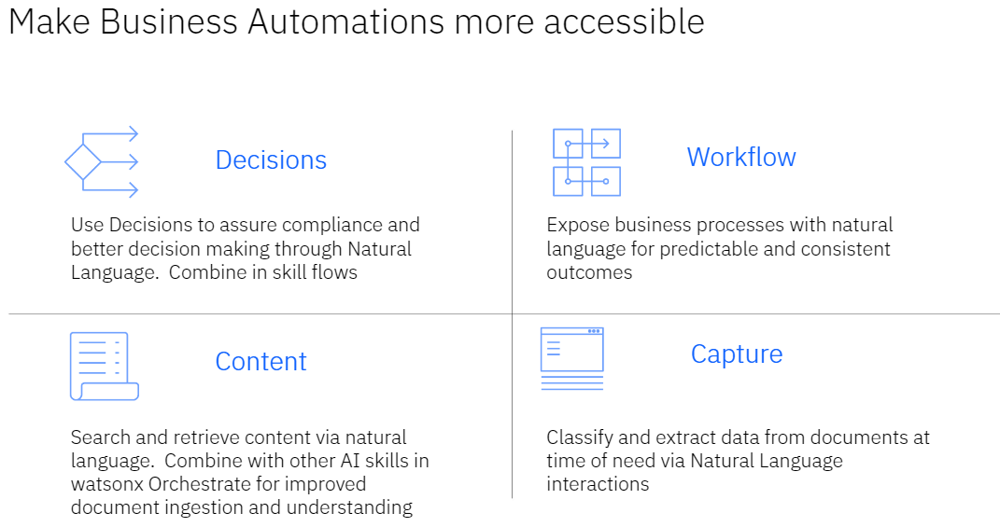 Make Business Automations more accessible
Decisions
Use Decisions to assure compliance and
better decision making through Natural
Language.  Combine in skill flows
Workflow
Expose business processes with natural
language for predictable and consistent
outcomes
Content
Search and retrieve content via natural
language.  Combine with other AI skills in
watsonx Orchestrate for improved
document ingestion and understanding
Capture
Classify and extract data from documents at
time of need via Natural Language
interactions